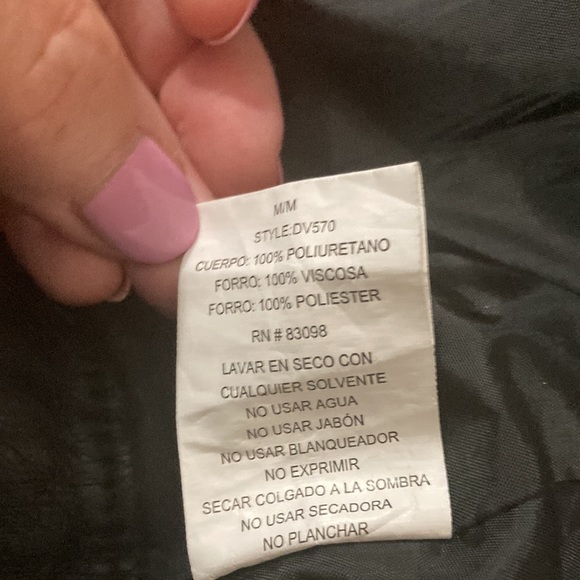 M/M
STYLE:DV570
CUERPO: 100% POLIURETANO
FORRO: 100% VISCOSA
FORRO: 100% POLIESTER
RN # 83098
LAVAR EN SECO CON
CUALQUIER SOLVENTE
NO USAR AGUA
NO USAR JABÓN
NO USAR BLANQUEADOR
NO EXPRIMIR
SECAR COLGADO A LA SOMBRA
NO USAR SECADORA
NO PLANCHAR